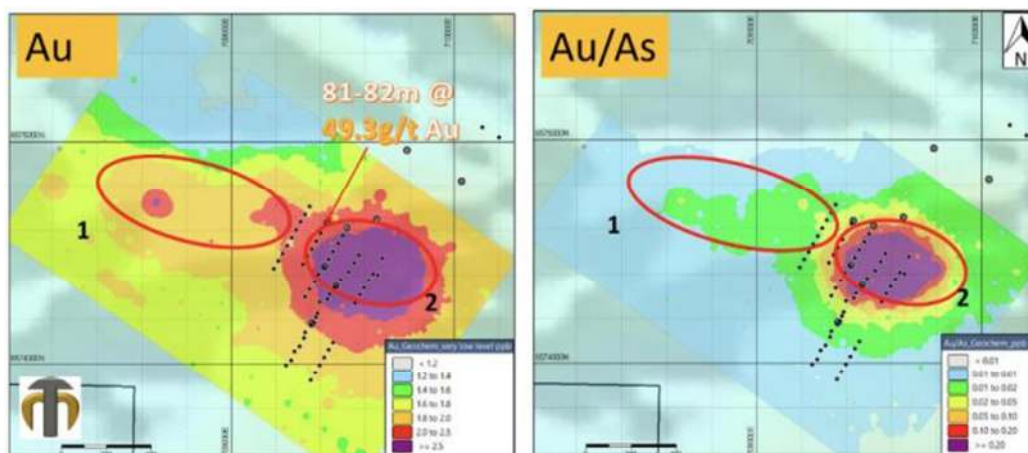 Au
81-82m @
49.3g/t Au
1
2
Au_Geochem_very low level ppb
< 1.2
1.2 to 1.4
1.4 to 1.6
1.6 to 1.8
1.8 to 2.0
2.0 to 2.5
>= 2.5
Au/As
N
1
2
Au/As_Geochem_ppb
< 0.01
0.01 to 0.01
0.01 to 0.02
0.02 to 0.05
0.05 to 0.10
0.10 to 0.20
>= 0.20